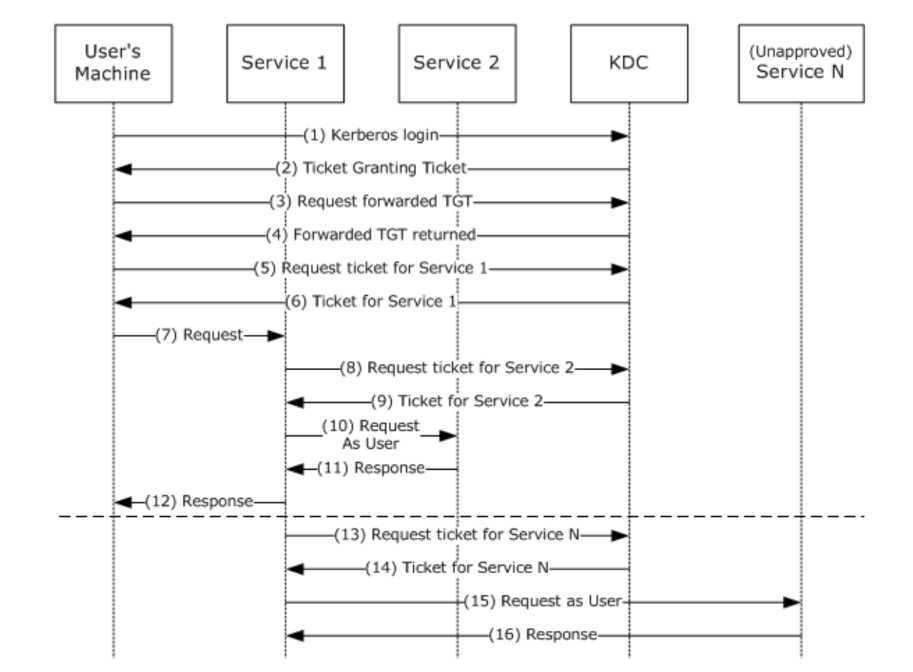 User's
Machine
Service 1
Service 2
KDC
(Unapproved)
Service N
(1) Kerberos login
(2) Ticket Granting Ticket
(3) Request forwarded TGT
(4) Forwarded TGT returned
(5) Request ticket for Service 1
(6) Ticket for Service 1
(7) Request
(8) Request ticket for Service 2
(9) Ticket for Service 2
(10) Request
As User
(11) Response
(12) Response
(13) Request ticket for Service N
(14) Ticket for Service N
(15) Request as User
(16) Response